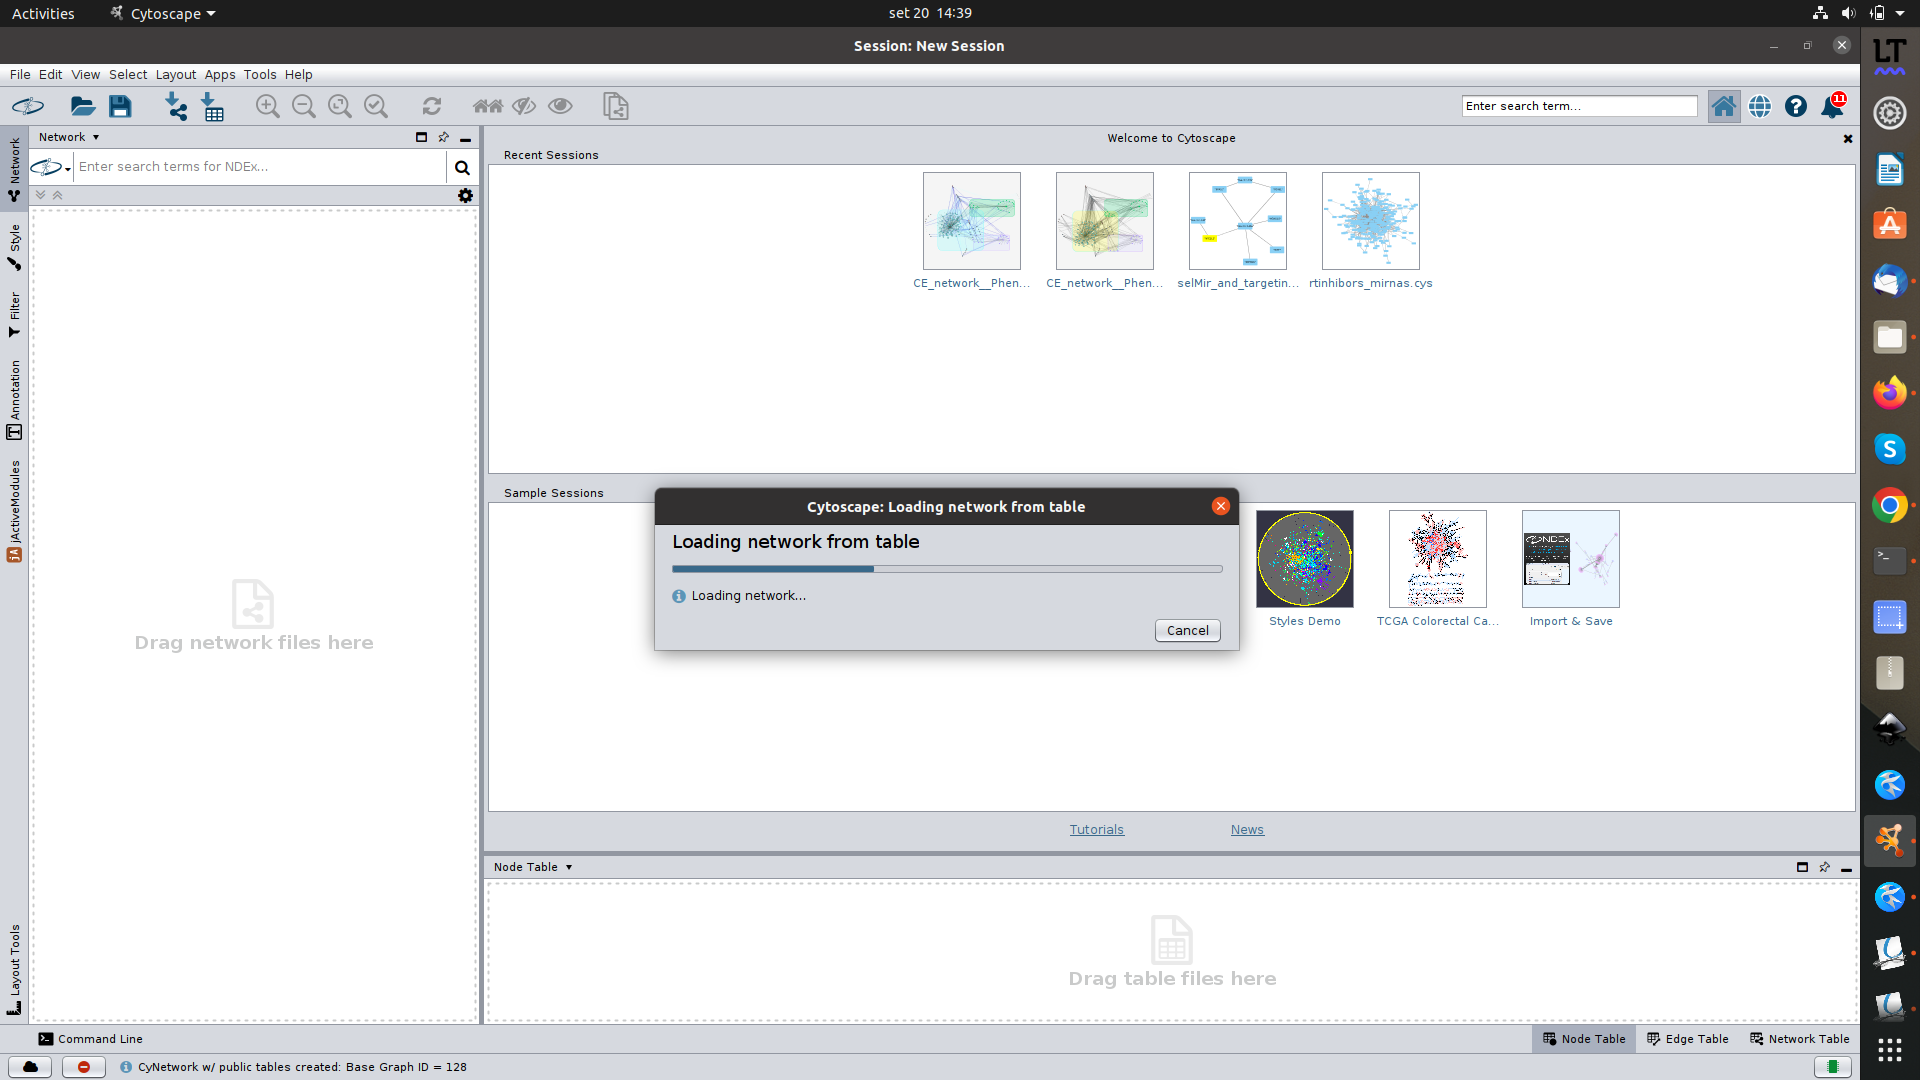 Activities
Cytoscape
set 20 14:39
Session: New Session
File Edit View Select Layout Apps Tools Help
Enter search term...
11
Network
Style
Filter
Annotation
jActiveModules
Layout Tools
Network
Enter search terms for NDEx...
Drag network files here
Welcome to Cytoscape
Recent Sessions
CE_network__Phen...
CE_network__Phen...
selMir_and_targetin...
rtinhibors_mirnas.cys
Sample Sessions
Styles Demo
TCGA Colorectal Ca...
Import & Save
Cytoscape: Loading network from table
Loading network from table
Loading network...
Cancel
Tutorials
News
Node Table
Drag table files here
Command Line
Node Table
Edge Table
Network Table
CyNetwork w/ public tables created: Base Graph ID = 128
LT